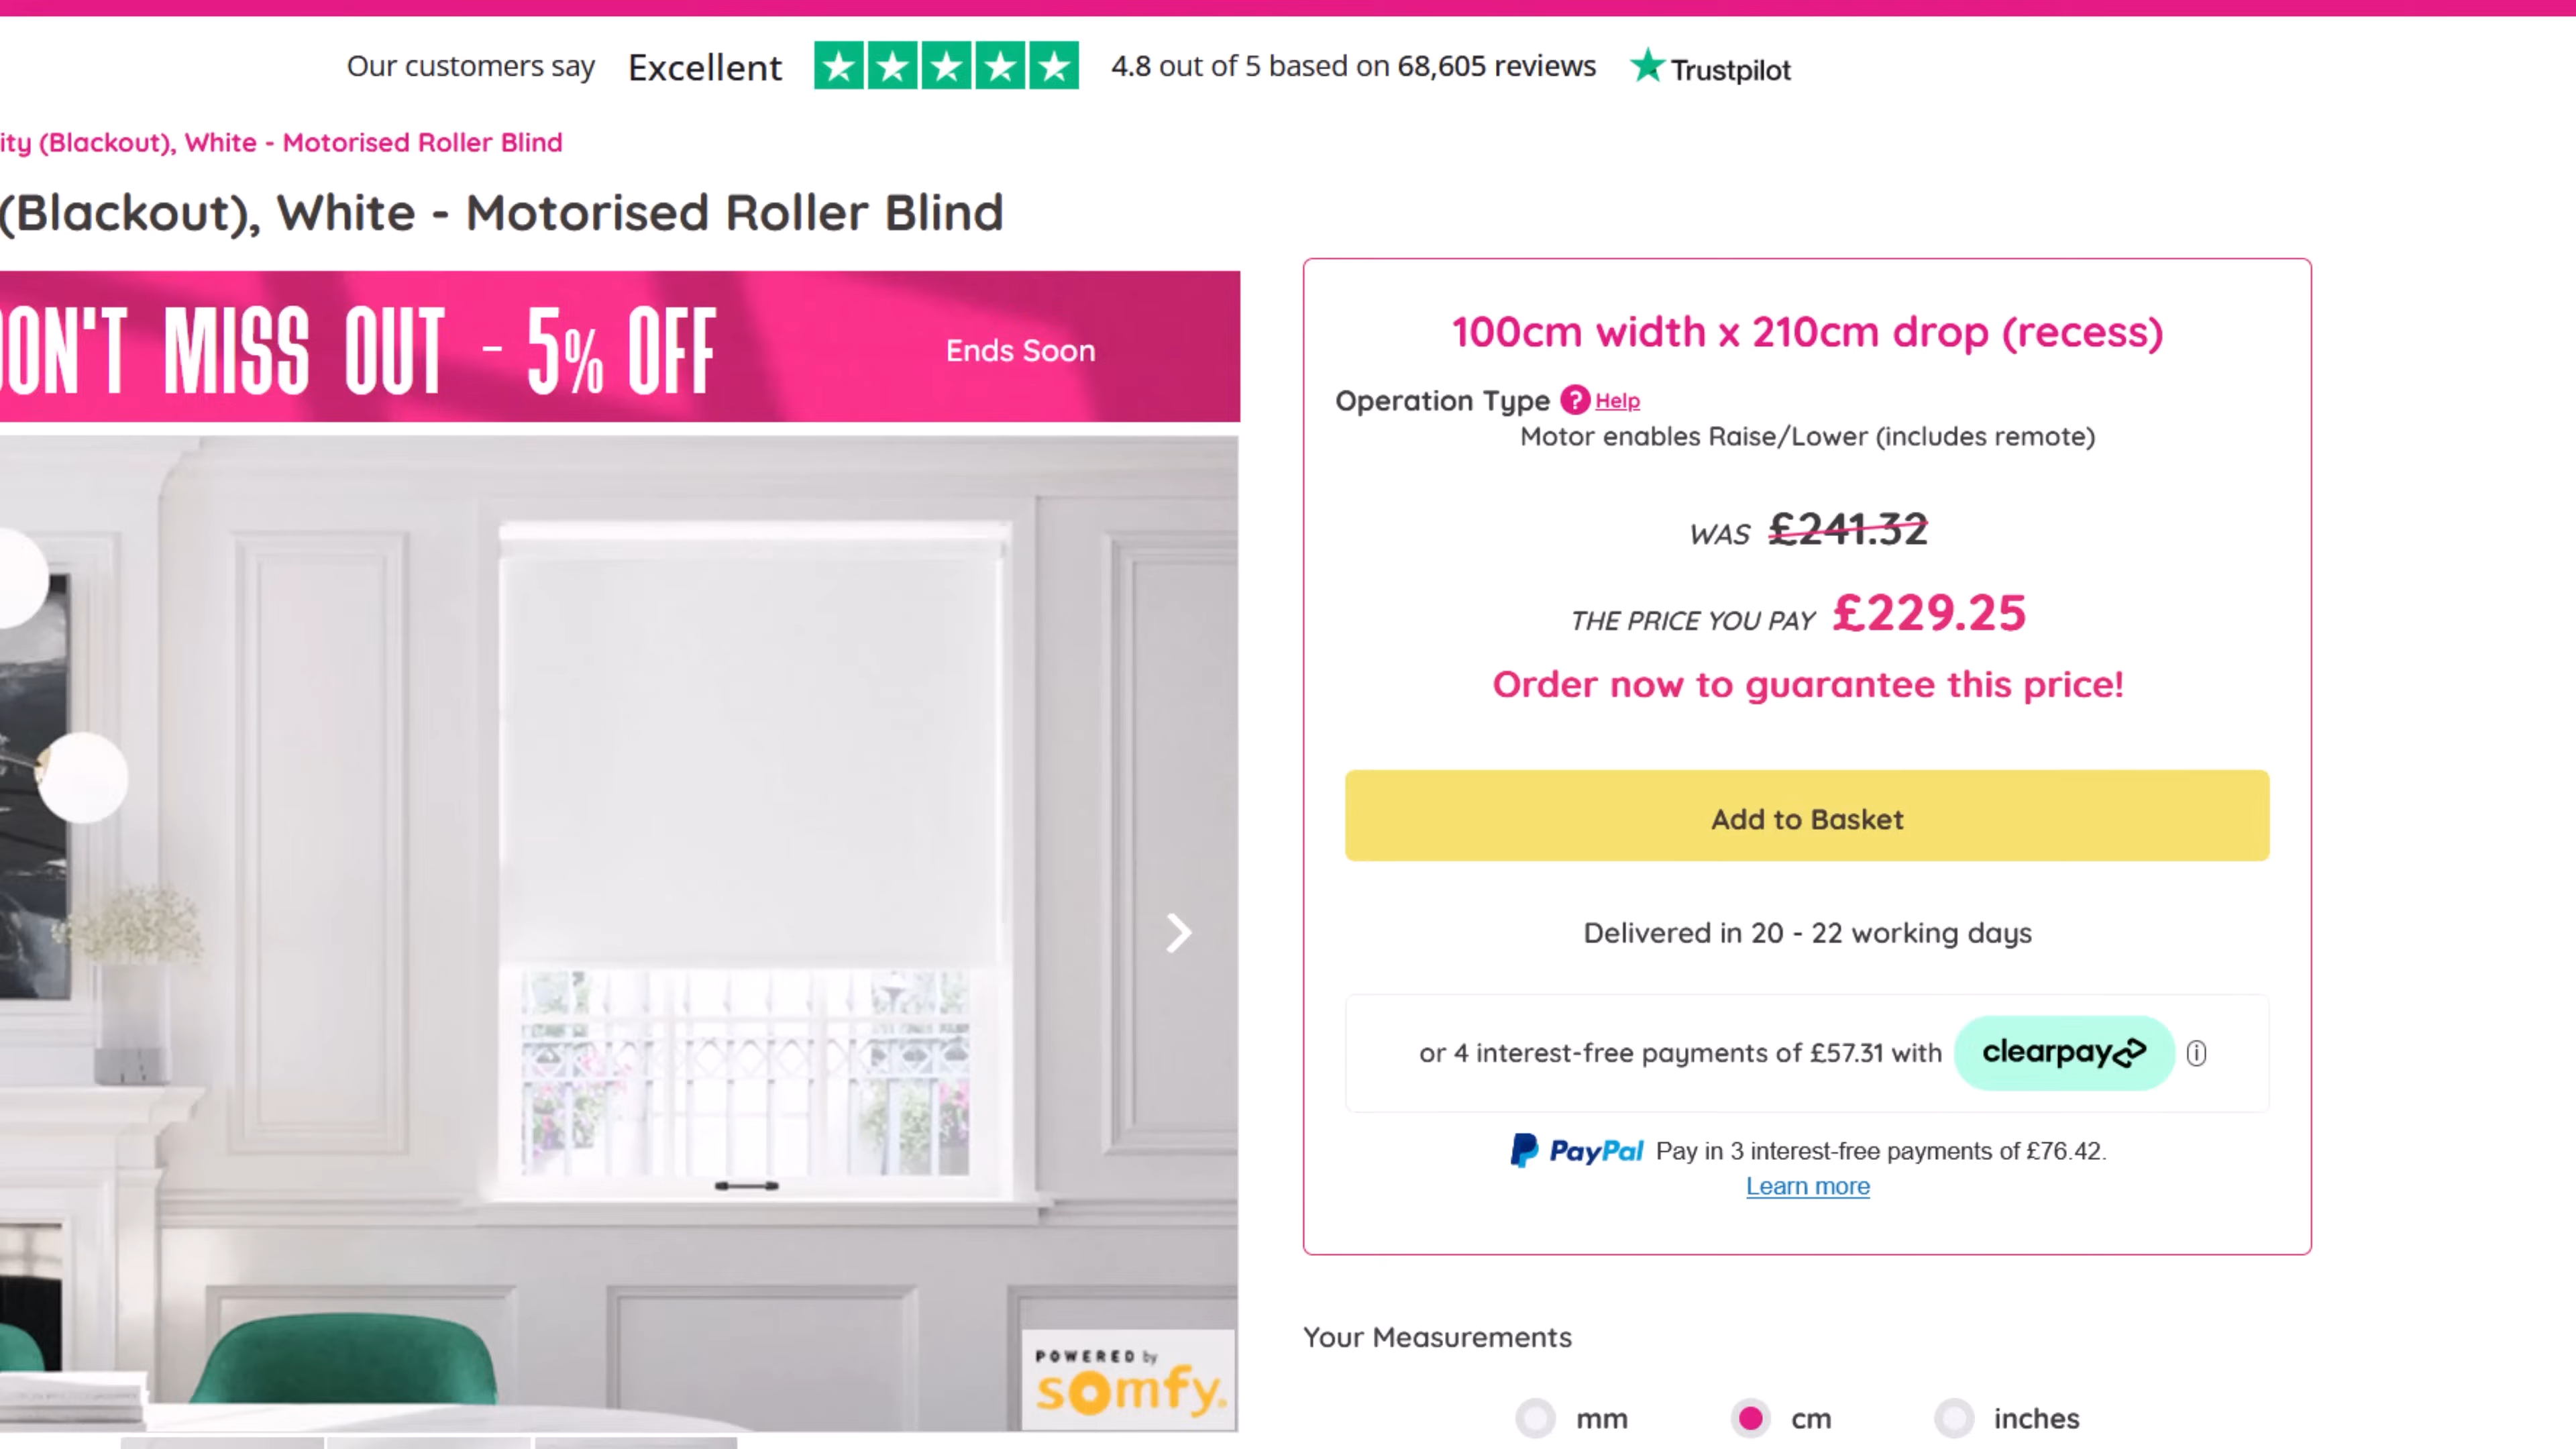 Our customers say Excellent 4.8 out of 5 based on 68,605 reviews Trustpilot
ity (Blackout), White - Motorised Roller Blind
(Blackout), White - Motorised Roller Blind
DON'T MISS OUT - 5% OFF Ends Soon
100cm width x 210cm drop (recess)
Operation Type ? Help
Motor enables Raise/Lower (includes remote)
WAS £241.32
THE PRICE YOU PAY £229.25
Order now to guarantee this price!
Add to Basket
Delivered in 20 - 22 working days
or 4 interest-free payments of £57.31 with clearpay
PayPal Pay in 3 interest-free payments of £76.42.
Learn more
POWERED by
somfy
Your Measurements
mm cm inches